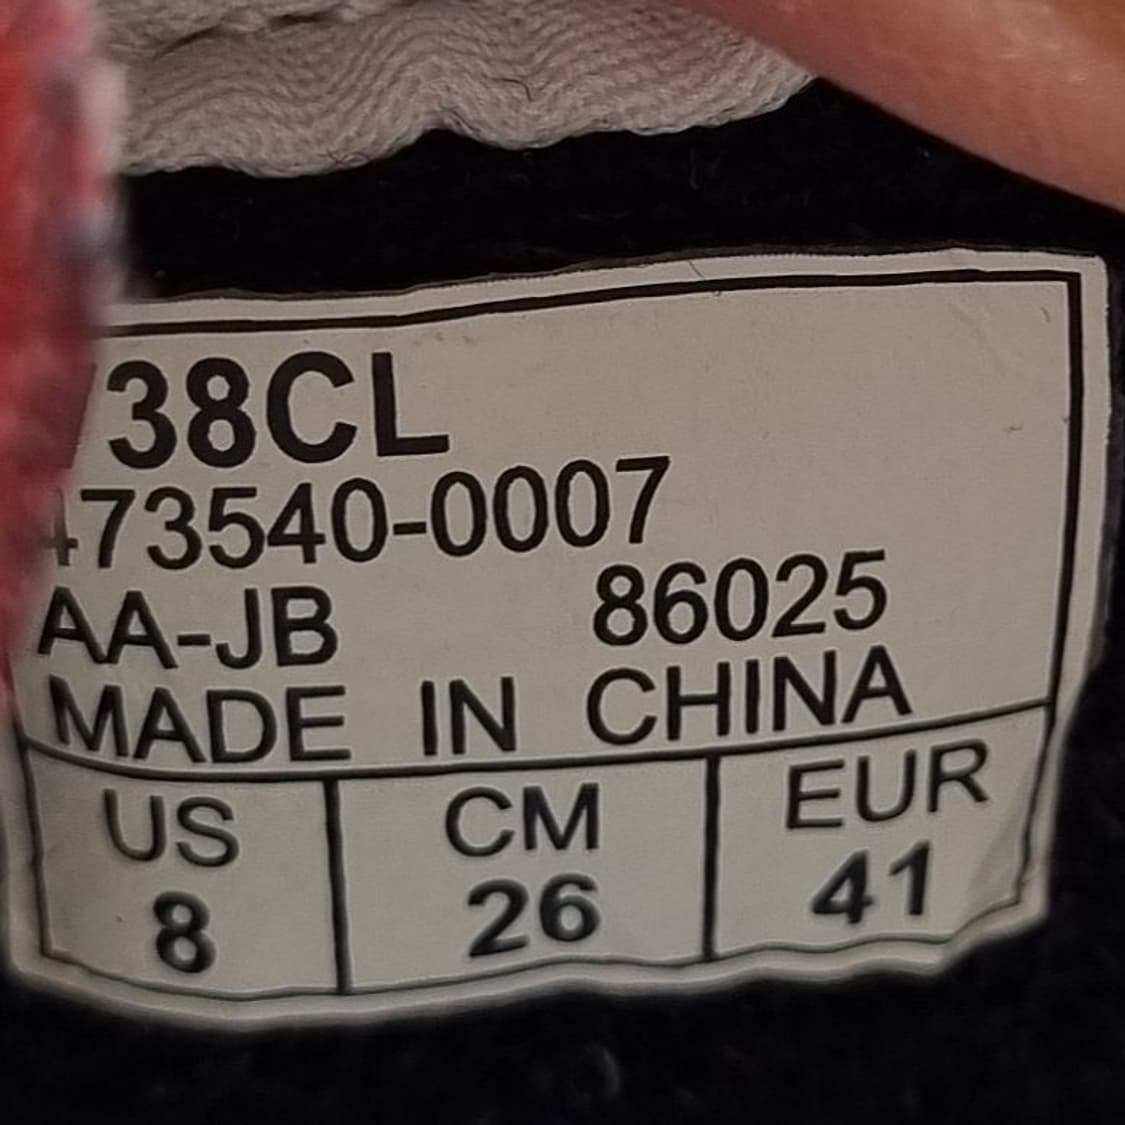 38CL
473540-0007
AA-JB 86025
MADE IN CHINA
US CM EUR
8 26 41